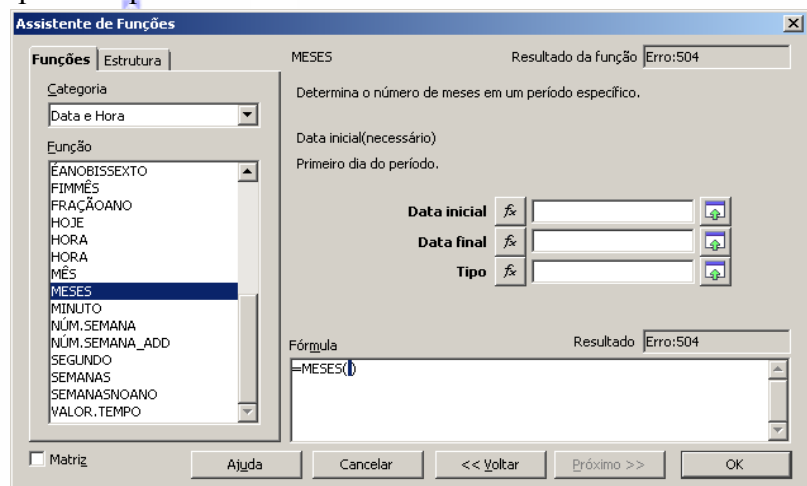 Assistente de Funções
Funções Estrutura
Categoria
Data e Hora
Função
ÉANOBISSEXTO
FIMMÊS
FRAÇÃOANO
HOJE
HORA
HORA
MÊS
MESES
MINUTO
NÚM.SEMANA
NÚM.SEMANA_ADD
SEGUNDO
SEMANAS
SEMANASNOANO
VALOR.TEMPO
MESES Resultado da função Erro:504
Determina o número de meses em um período específico.
Data inicial(necessário)
Primeiro dia do período.
Data inicial fx
Data final fx
Tipo fx
Fórmula Resultado Erro:504
=MESES()
Matriz Ajuda Cancelar << Voltar Próximo >> OK